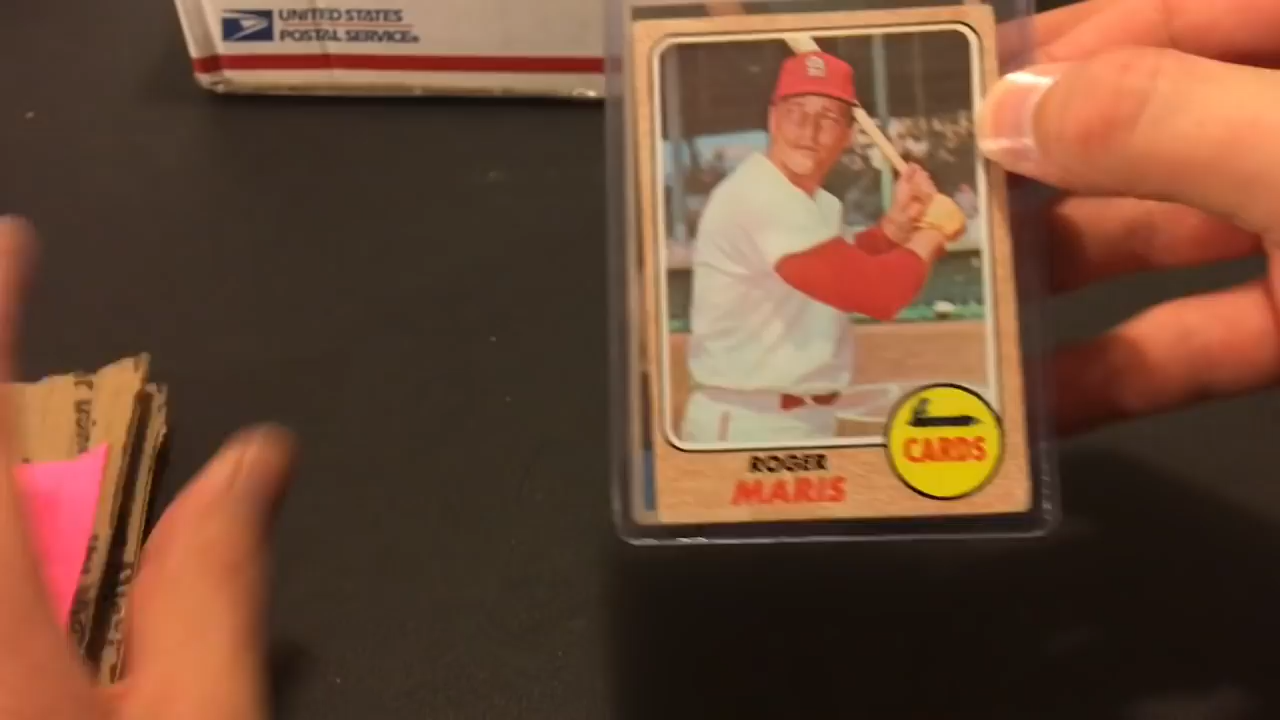 UNITED STATES
POSTAL SERVICE®
ROGER
MARIS
CARDS